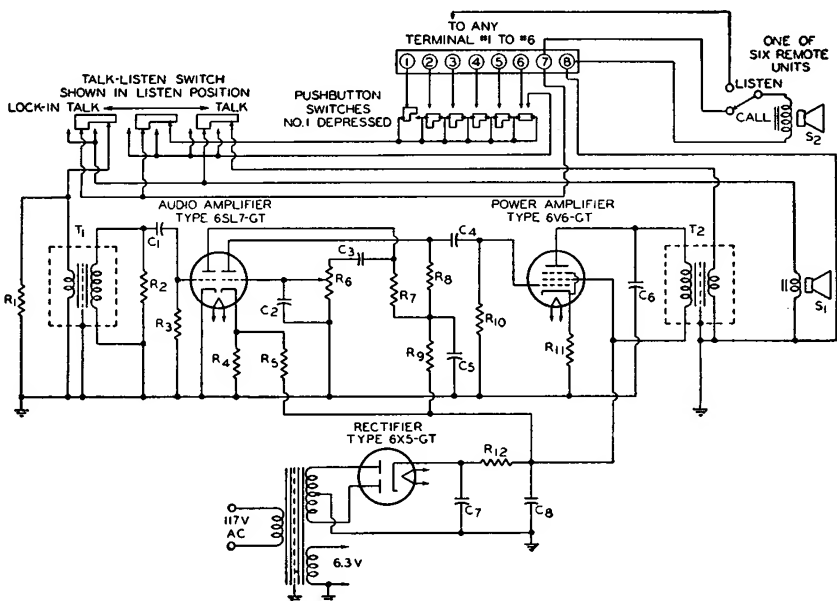 TO ANY
TERMINAL #1 TO #6
1 2 3 4 5 6 7 8
ONE OF
SIX REMOTE
UNITS
TALK-LISTEN SWITCH
SHOWN IN LISTEN POSITION
LOCK-IN TALK
TALK
PUSHBUTTON
SWITCHES
NO.1 DEPRESSED
LISTEN
CALL
S2
AUDIO AMPLIFIER
TYPE 6SL7-GT
POWER AMPLIFIER
TYPE 6V6-GT
T1
C1
R1
R2
R3
C2
R4
R5
R6
C3
R7
R8
R9
C4
C5
R10
R11
C6
T2
S1
RECTIFIER
TYPE 6X5-GT
R12
C7
C8
117V
AC
6.3V